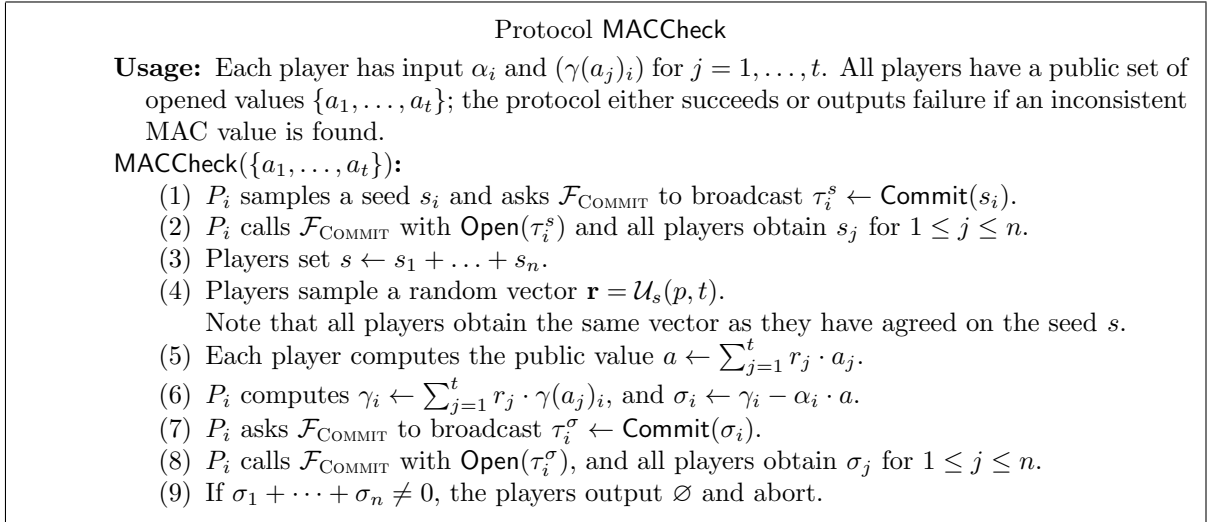 Protocol MACCheck
Usage: Each player has input αᵢ and (γ(aⱼ)ᵢ) for j = 1, . . . , t. All players have a public set of
opened values {a₁, . . . , aₜ}; the protocol either succeeds or outputs failure if an inconsistent
MAC value is found.
MACCheck({a₁, . . . , aₜ}):
(1) Pᵢ samples a seed sᵢ and asks F_COMMIT to broadcast τᵢˢ ← Commit(sᵢ).
(2) Pᵢ calls F_COMMIT with Open(τᵢˢ) and all players obtain sⱼ for 1 ≤ j ≤ n.
(3) Players set s ← s₁ + . . . + sₙ.
(4) Players sample a random vector r = U_s(p, t).
Note that all players obtain the same vector as they have agreed on the seed s.
(5) Each player computes the public value a ← ∑ⱼ₌₁ᵗ rⱼ · aⱼ.
(6) Pᵢ computes γᵢ ← ∑ⱼ₌₁ᵗ rⱼ · γ(aⱼ)ᵢ, and σᵢ ← γᵢ − αᵢ · a.
(7) Pᵢ asks F_COMMIT to broadcast τᵢ^σ ← Commit(σᵢ).
(8) Pᵢ calls F_COMMIT with Open(τᵢ^σ), and all players obtain σⱼ for 1 ≤ j ≤ n.
(9) If σ₁ + · · · + σₙ ≠ 0, the players output ∅ and abort.